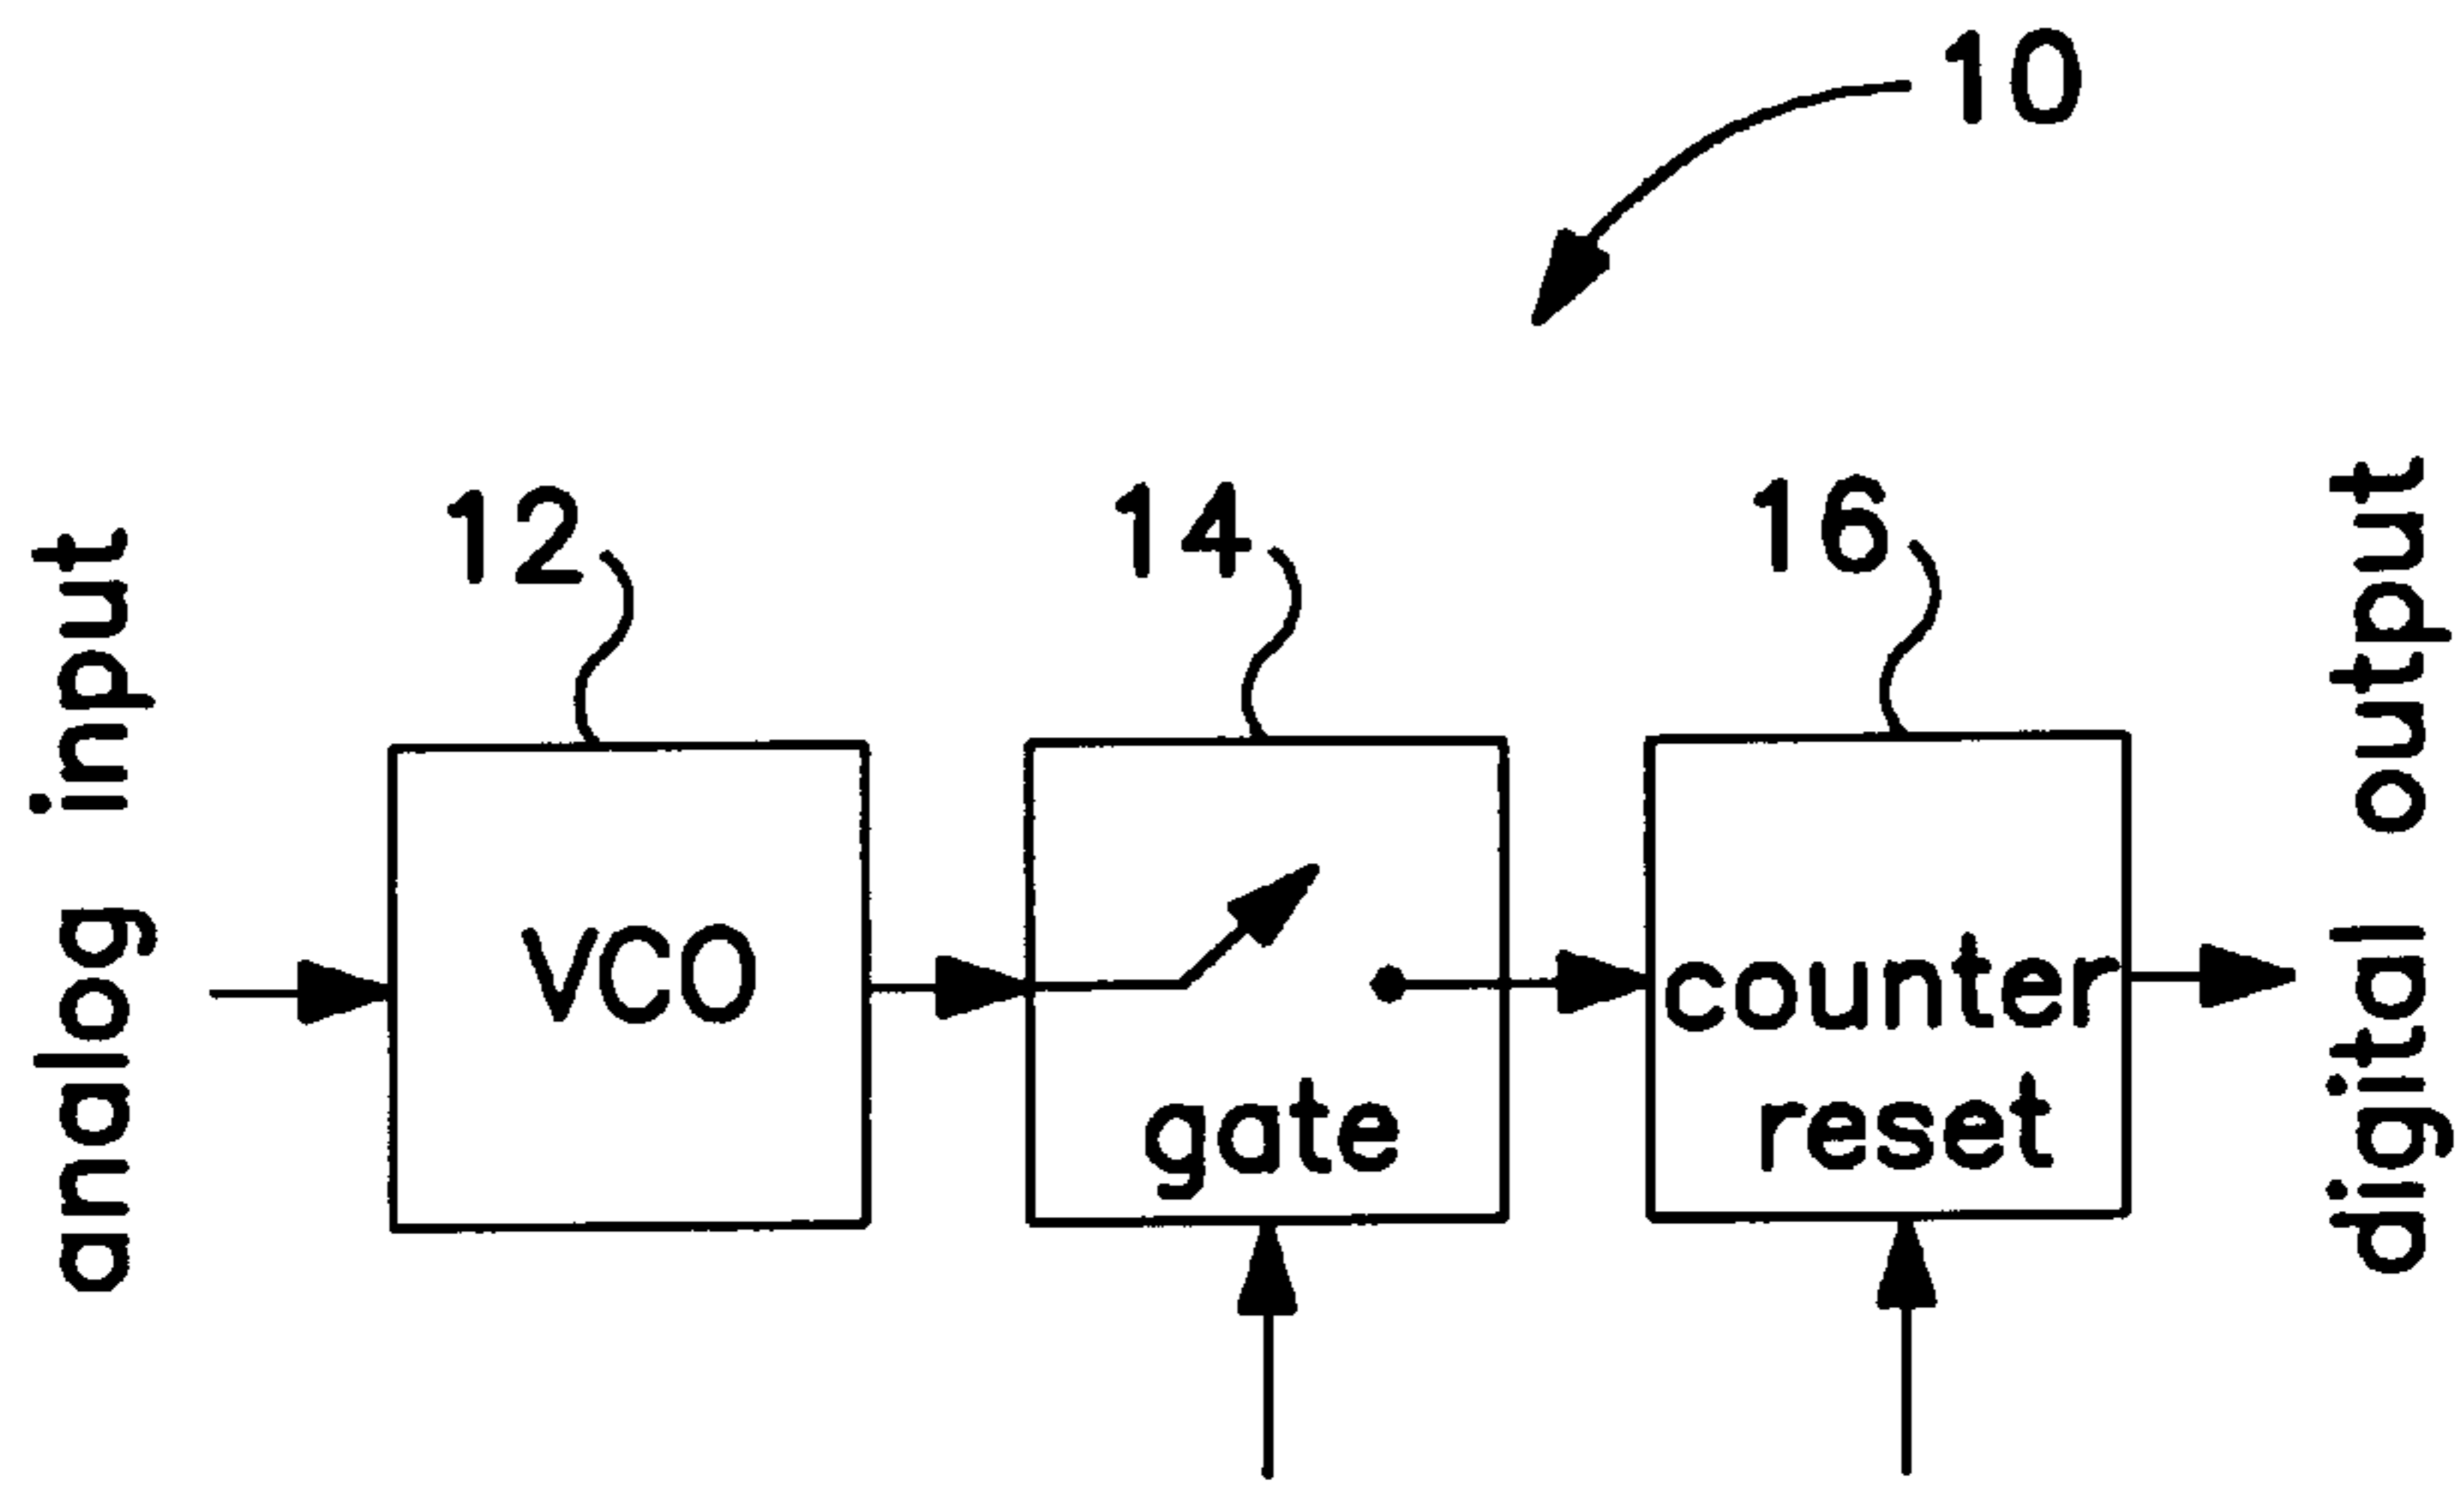 10
12
14
16
analog input
VCO
gate
counter
reset
digital output